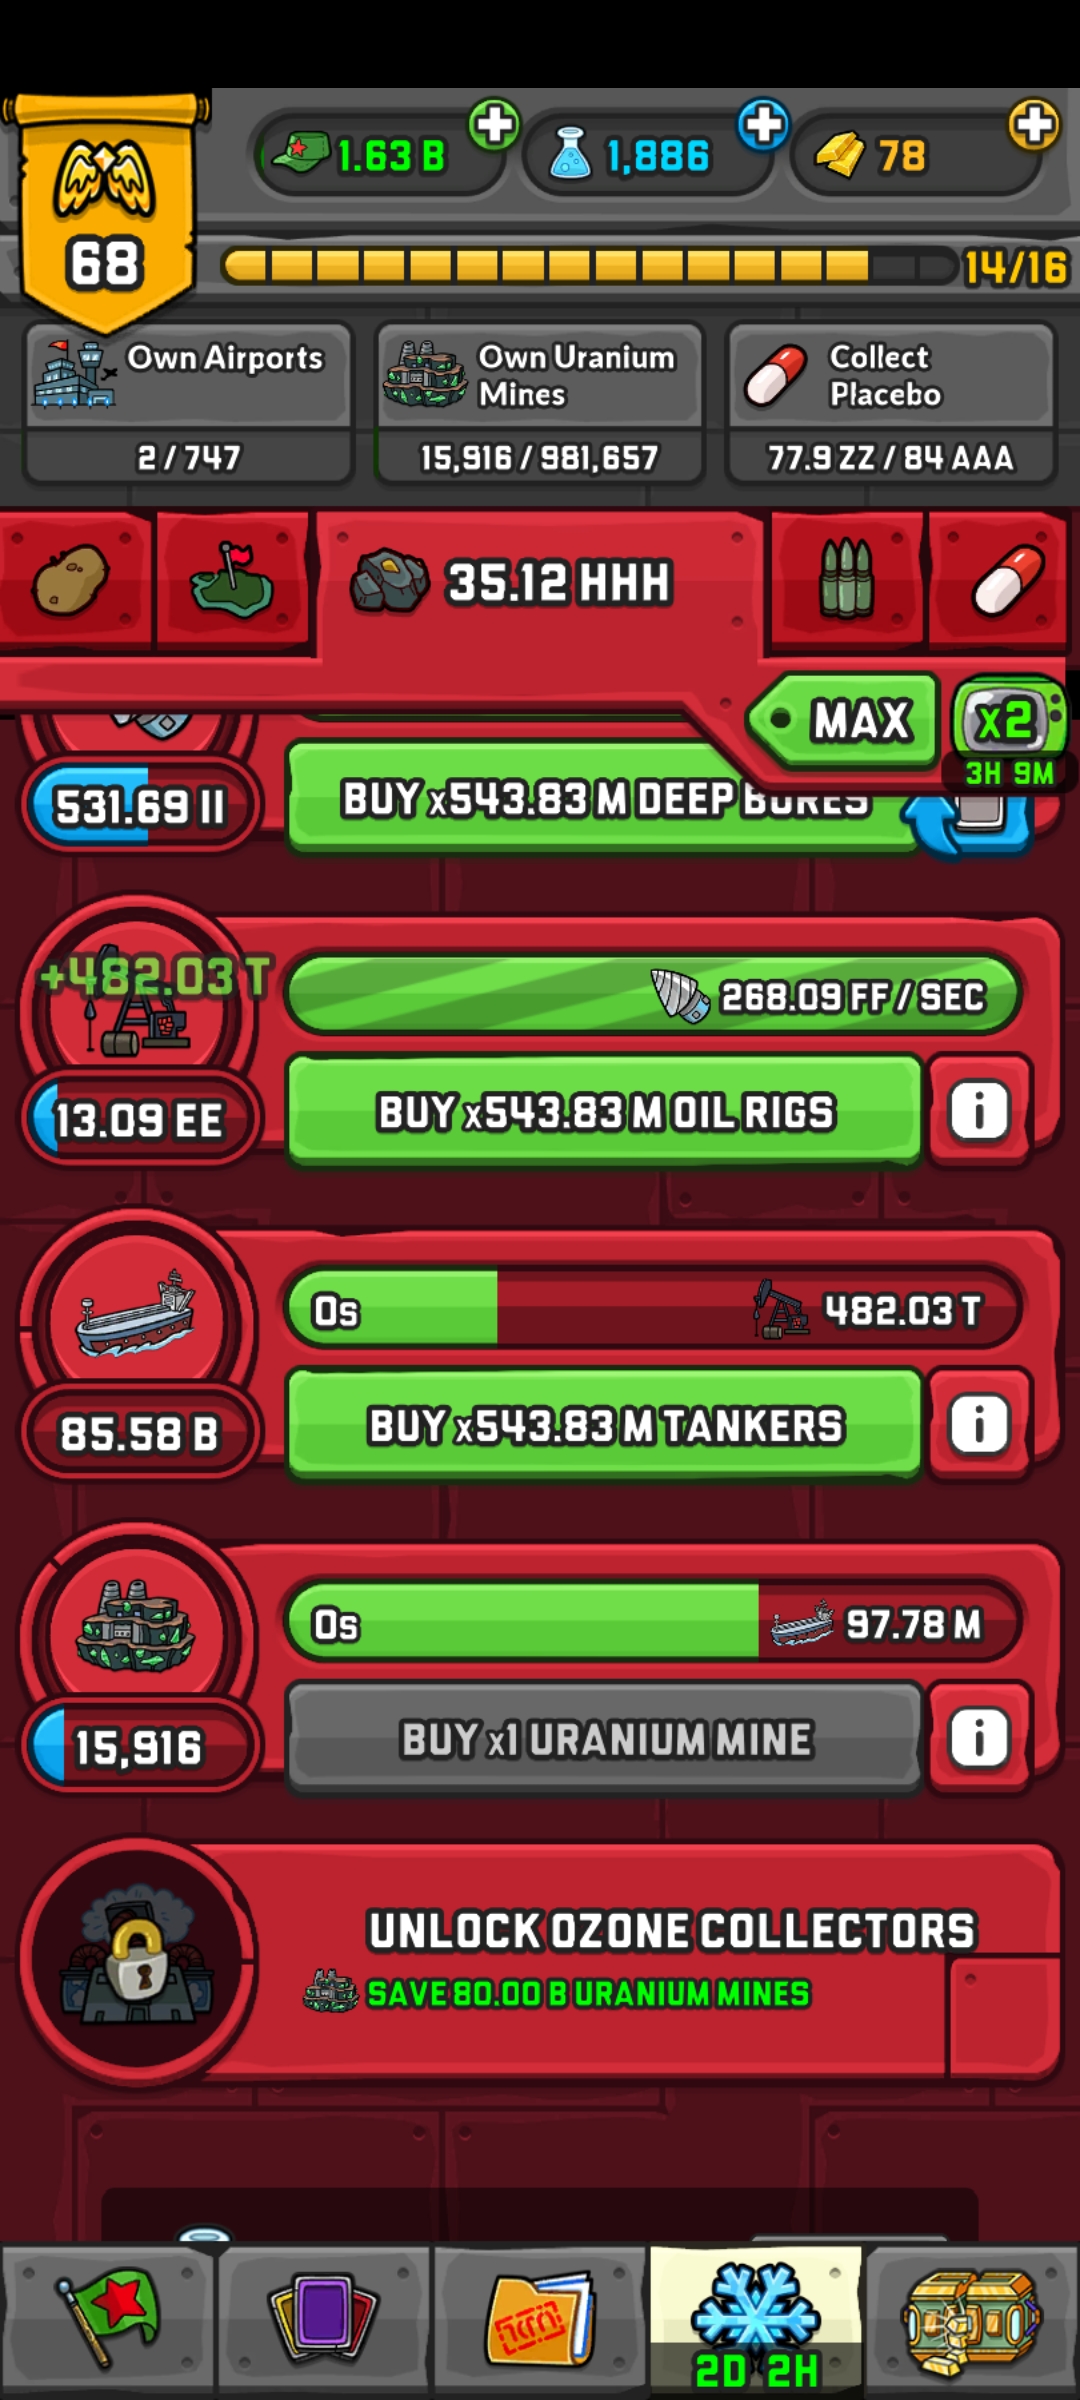 1.63 B
1,886
78
68
14/16
Own Airports
2 / 747
Own Uranium
Mines
15,916 / 981,657
Collect
Placebo
77.9 ZZ / 84 AAA
35.12 HHH
MAX
x2
3H 9M
531.69 II
BUY x543.83 M DEEP BORES
+482.03 T
268.09 FF / SEC
13.09 EE
BUY x543.83 M OIL RIGS
i
0s
482.03 T
85.58 B
BUY x543.83 M TANKERS
i
0s
97.78 M
15,916
BUY x1 URANIUM MINE
i
UNLOCK OZONE COLLECTORS
SAVE 80.00 B URANIUM MINES
2D 2H